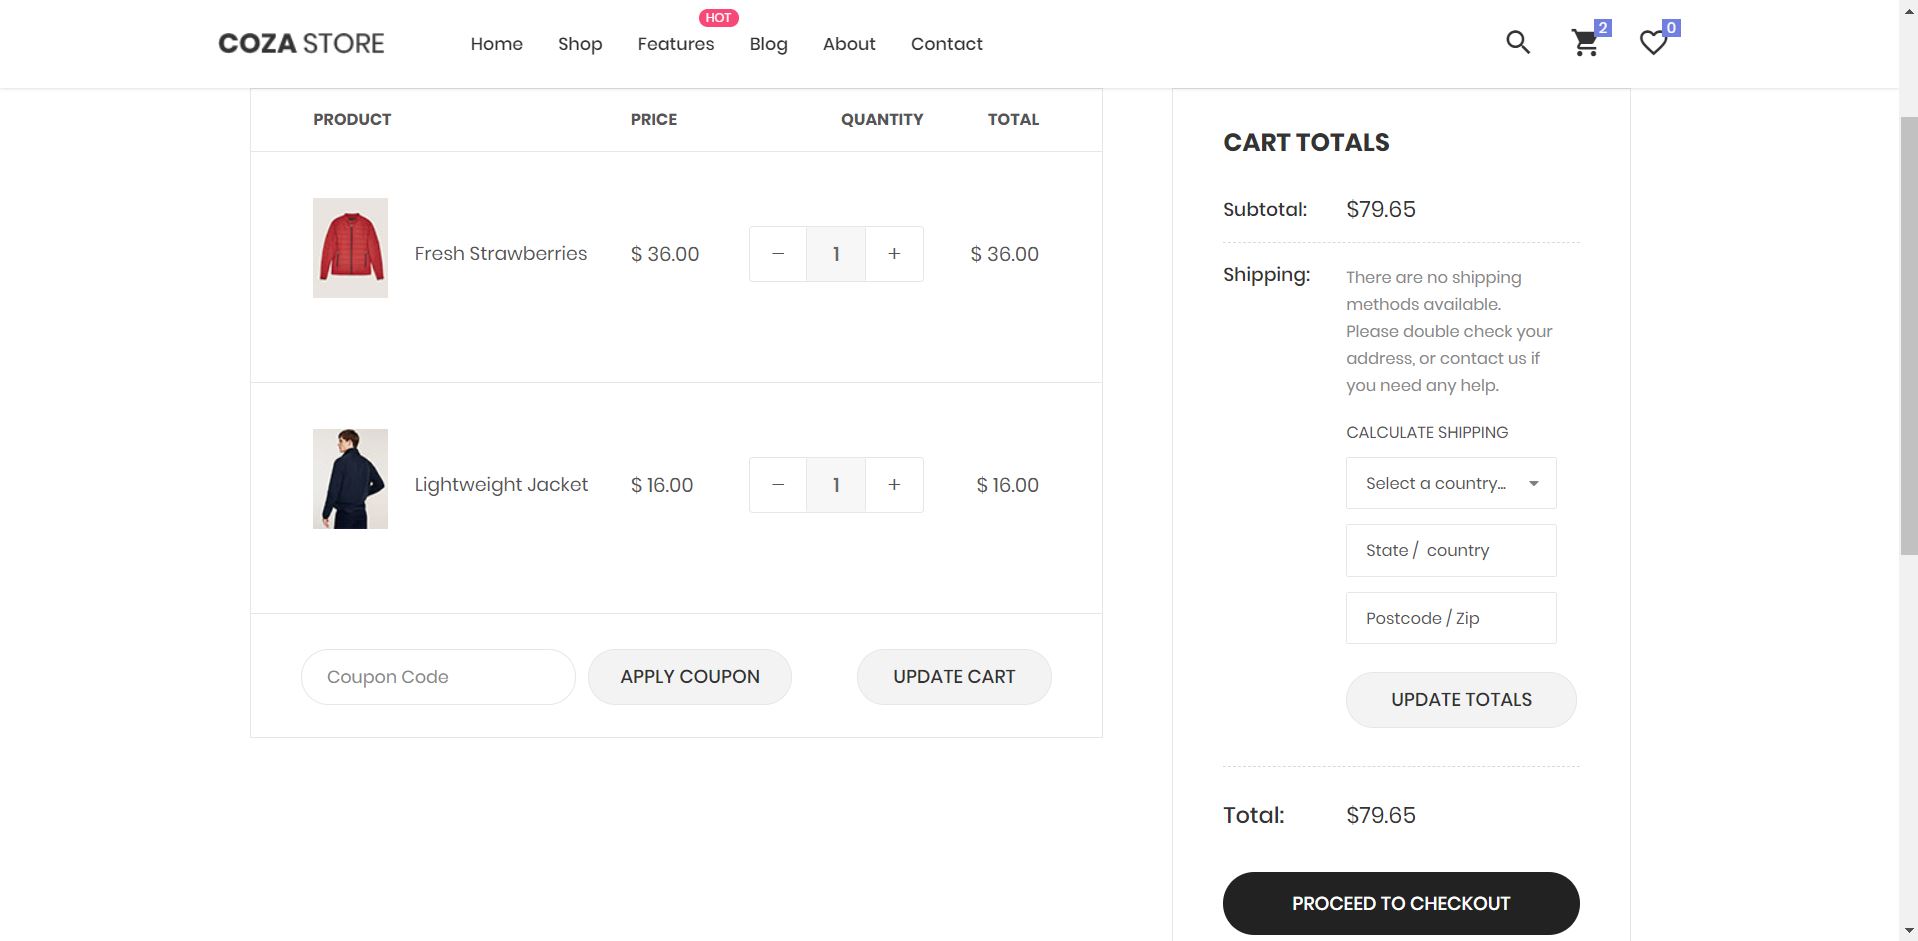 HOT
COZA STORE Home Shop Features Blog About Contact 2 0
PRODUCT PRICE QUANTITY TOTAL
Fresh Strawberries $ 36.00 − 1 + $ 36.00
Lightweight Jacket $ 16.00 − 1 + $ 16.00
Coupon Code APPLY COUPON UPDATE CART
CART TOTALS
Subtotal: $79.65
Shipping: There are no shipping
methods available.
Please double check your
address, or contact us if
you need any help.
CALCULATE SHIPPING
Select a country...
State / country
Postcode / Zip
UPDATE TOTALS
Total: $79.65
PROCEED TO CHECKOUT